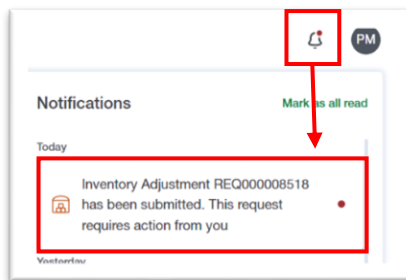 PM
Notifications
Mark as all read
Today
Inventory Adjustment REQ000008518
has been submitted. This request
requires action from you
Yesterday